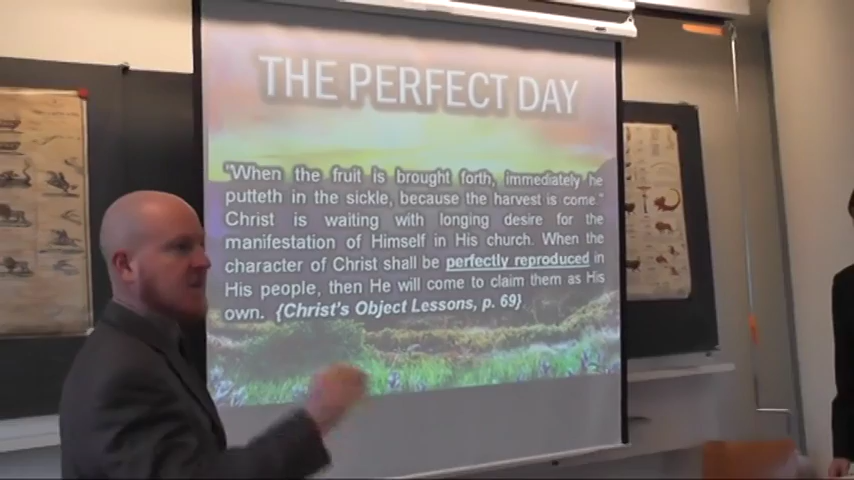 THE PERFECT DAY
"When the fruit is brought forth, immediately he
putteth in the sickle, because the harvest is come."
Christ is waiting with longing desire for the
manifestation of Himself in His church. When the
character of Christ shall be perfectly reproduced in
His people, then He will come to claim them as His
own. {Christ's Object Lessons, p. 69}